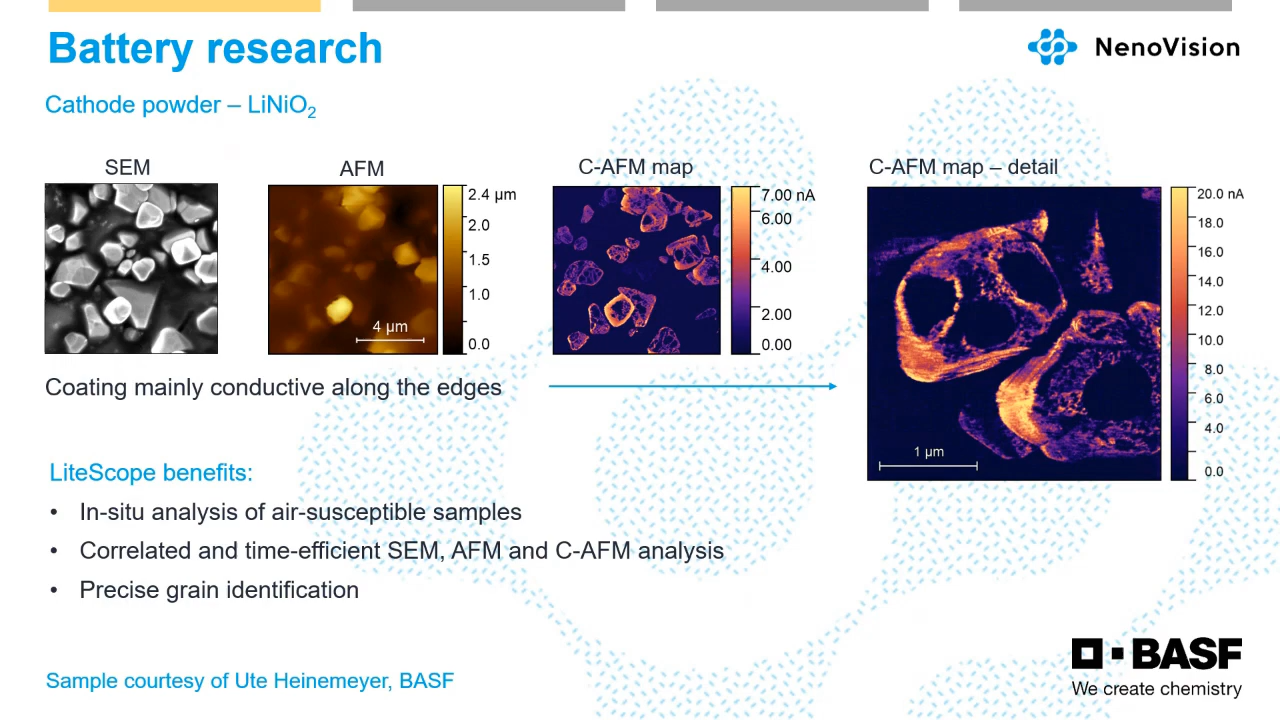 Battery research
NenoVision
Cathode powder – LiNiO₂
SEM
AFM
C-AFM map
C-AFM map – detail
2.4 µm
2.0
1.5
1.0
0.0
4 µm
7.00 nA
6.00
4.00
2.00
0.00
20.0 nA
18.0
16.0
14.0
12.0
10.0
8.0
6.0
4.0
0.0
1 µm
Coating mainly conductive along the edges
LiteScope benefits:
• In-situ analysis of air-susceptible samples
• Correlated and time-efficient SEM, AFM and C-AFM analysis
• Precise grain identification
BASF
We create chemistry
Sample courtesy of Ute Heinemeyer, BASF